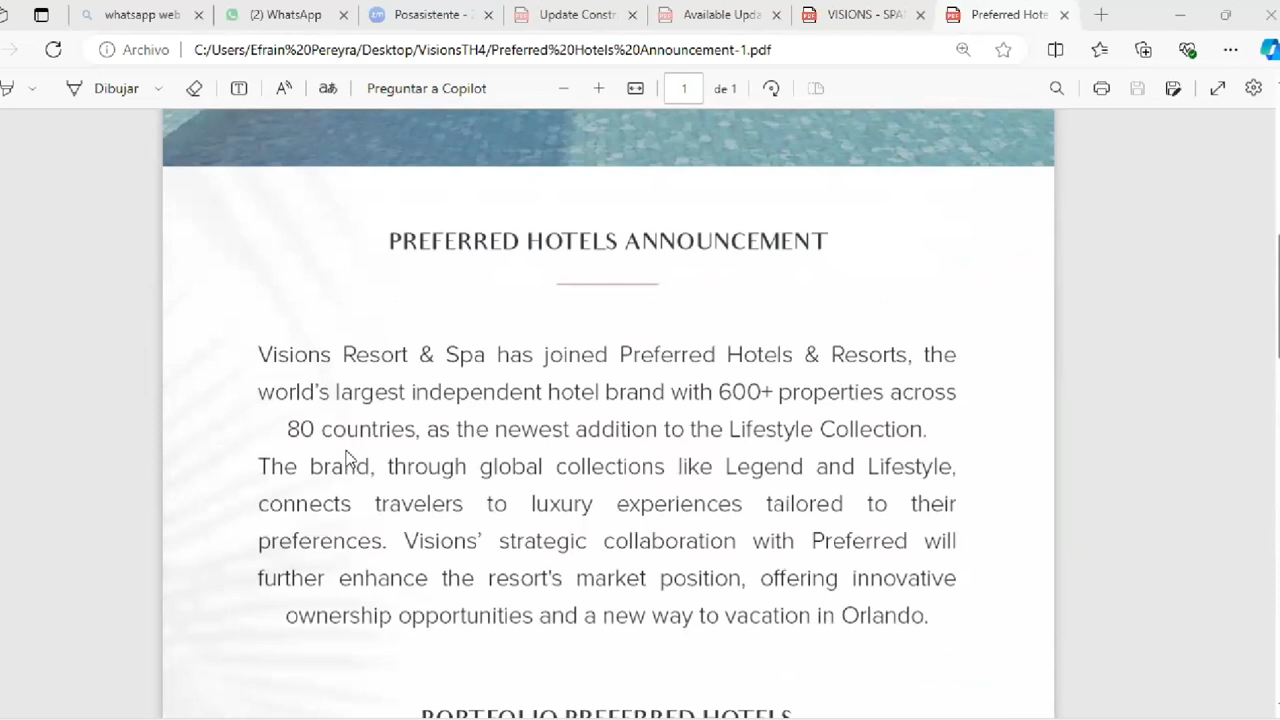 whatsapp web
(2) WhatsApp
Posasistente -
Update Constr
Available Upda
VISIONS - SPA
Preferred Hote
Archivo
C:/Users/Efrain%20Pereyra/Desktop/VisionsTH4/Preferred%20Hotels%20Announcement-1.pdf
Dibujar
Preguntar a Copilot
1 de 1
PREFERRED HOTELS ANNOUNCEMENT
Visions Resort & Spa has joined Preferred Hotels & Resorts, the
world's largest independent hotel brand with 600+ properties across
80 countries, as the newest addition to the Lifestyle Collection.
The brand, through global collections like Legend and Lifestyle,
connects travelers to luxury experiences tailored to their
preferences. Visions' strategic collaboration with Preferred will
further enhance the resort's market position, offering innovative
ownership opportunities and a new way to vacation in Orlando.
PORTFOLIO PREFERRED HOTELS